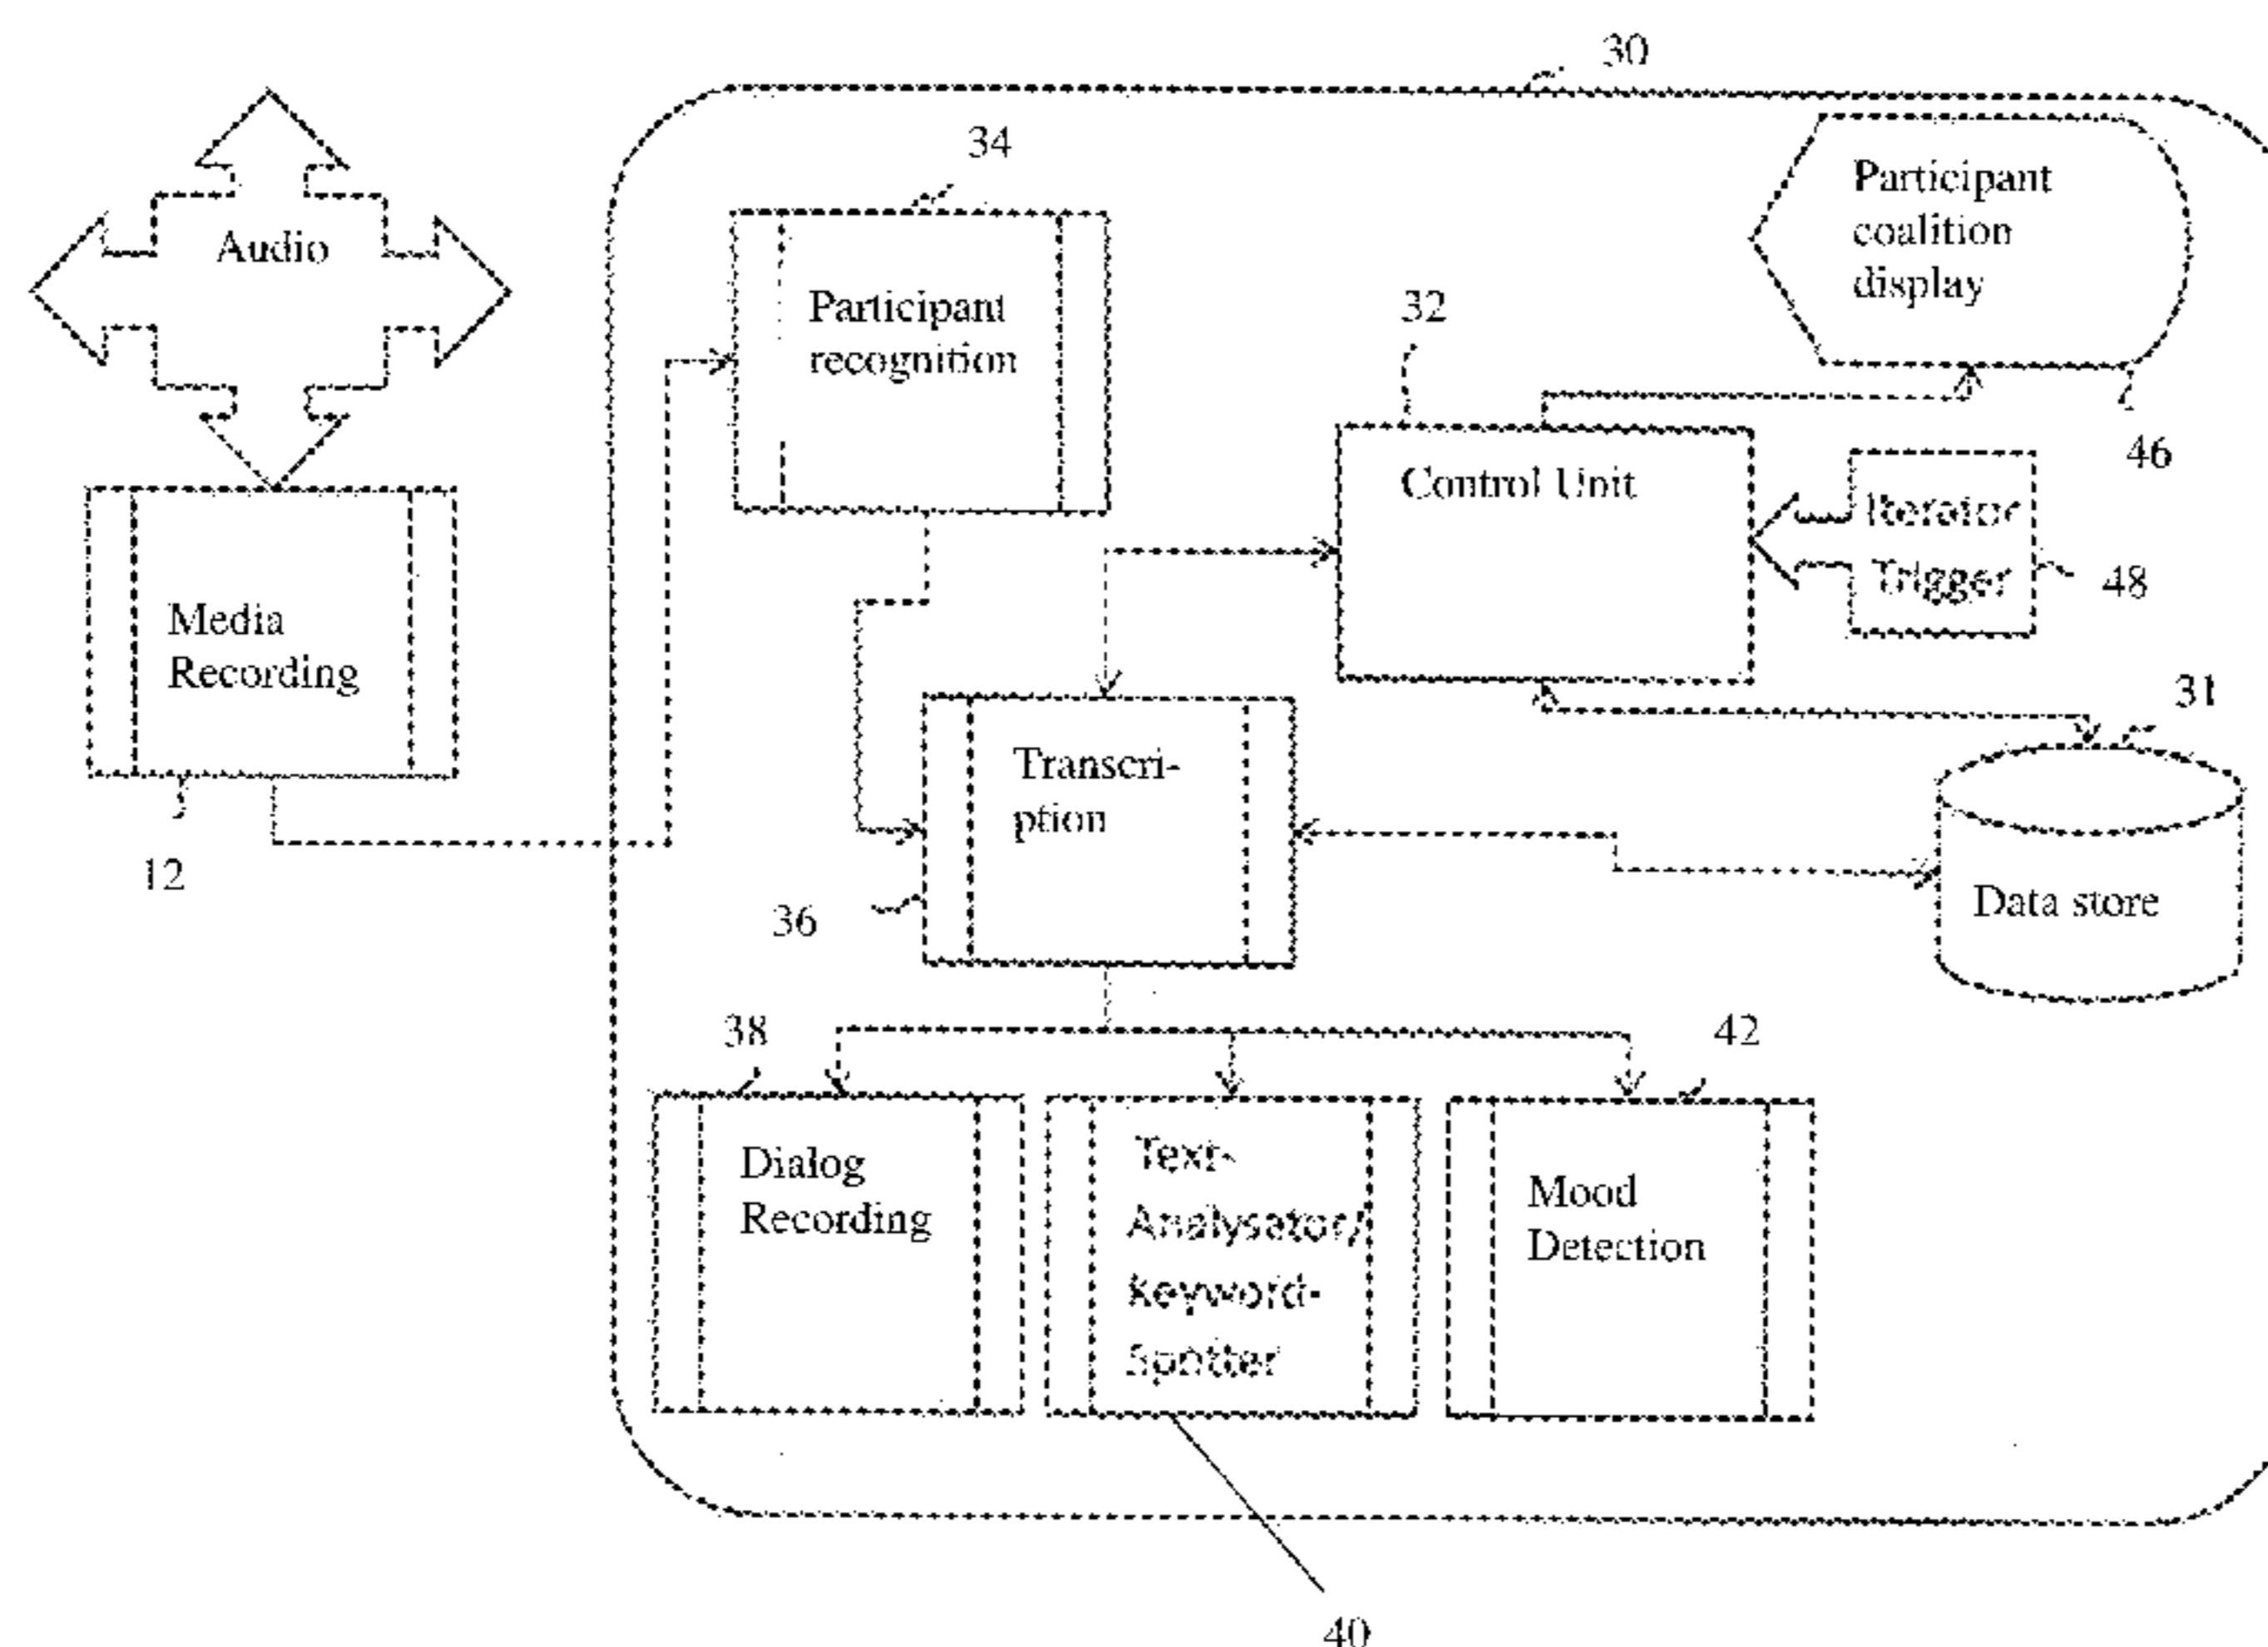 30
34
Audio
Participant
recognition
Participant
coalition
display
32
46
Control Unit
Iterator
Trigger
48
Media
Recording
12
31
Transcri-
ption
36
Data store
38
42
Dialog
Recording
Text-
Analysator/
Keyword-
Spotter
Mood
Detection
40